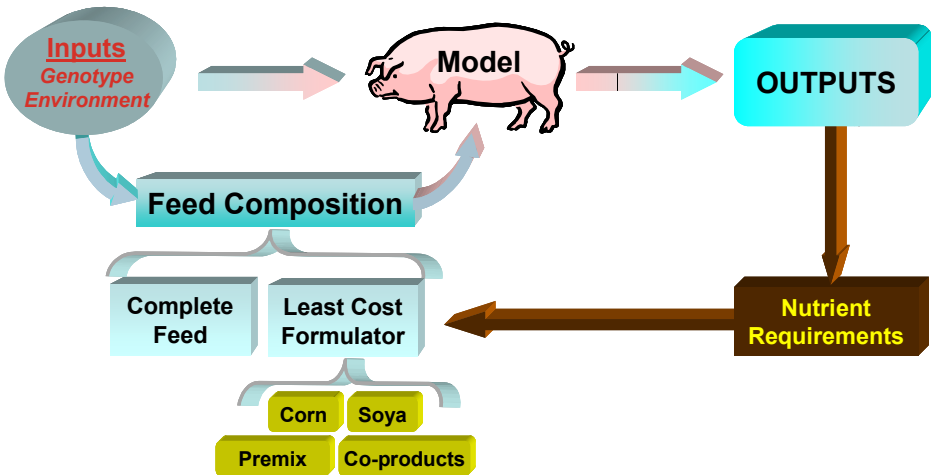 Inputs
Genotype
Environment
Model
OUTPUTS
Feed Composition
Complete
Feed
Least Cost
Formulator
Nutrient
Requirements
Corn
Soya
Premix
Co-products